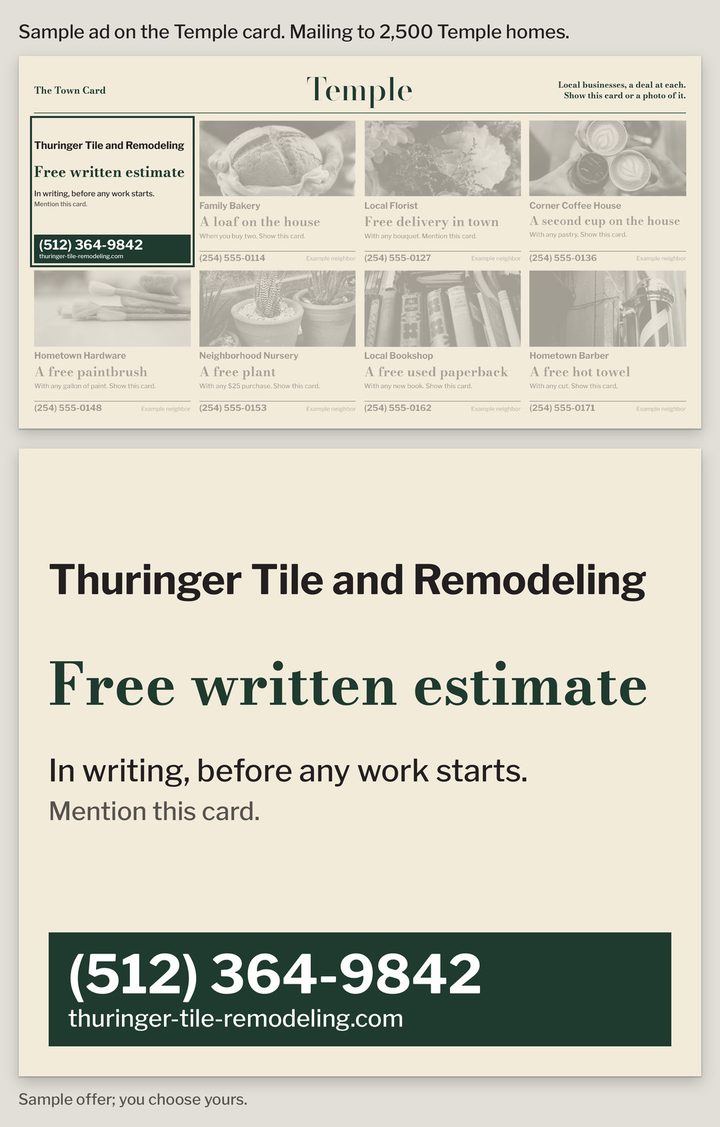 Sample ad on the Temple card. Mailing to 2,500 Temple homes.
The Town Card
Temple
Local businesses, a deal at each.
Show this card or a photo of it.
Thuringer Tile and Remodeling
Free written estimate
In writing, before any work starts.
Mention this card.
(512) 364-9842
thuringer-tile-remodeling.com
Family Bakery
A loaf on the house
When you buy two. Show this card.
(254) 555-0114
Example neighbor
Local Florist
Free delivery in town
With any bouquet. Mention this card.
(254) 555-0127
Example neighbor
Corner Coffee House
A second cup on the house
With any pastry. Show this card.
(254) 555-0136
Example neighbor
Hometown Hardware
A free paintbrush
With any gallon of paint. Show this card.
(254) 555-0148
Example neighbor
Neighborhood Nursery
A free plant
With any $25 purchase. Show this card.
(254) 555-0153
Example neighbor
Local Bookshop
A free used paperback
With any new book. Show this card.
(254) 555-0162
Example neighbor
Hometown Barber
A free hot towel
With any cut. Show this card.
(254) 555-0171
Example neighbor
Thuringer Tile and Remodeling
Free written estimate
In writing, before any work starts.
Mention this card.
(512) 364-9842
thuringer-tile-remodeling.com
Sample offer; you choose yours.